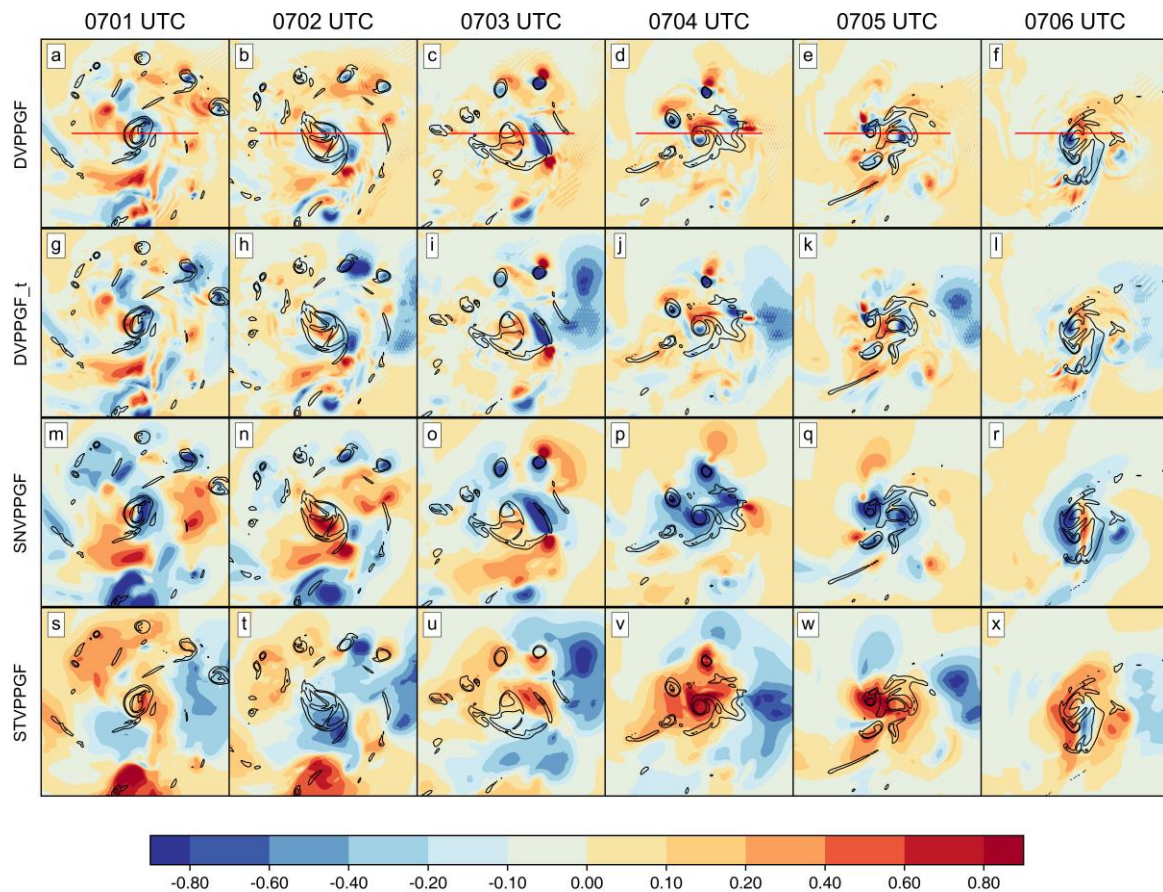 0701 UTC 0702 UTC 0703 UTC 0704 UTC 0705 UTC 0706 UTC
DVPPGF
a b c d e f
DVPPGF_t
g h i j k l
SNVPPGF
m n o p q r
STVPPGF
s t u v w x
-0.80 -0.60 -0.40 -0.20 -0.10 0.00 0.10 0.20 0.40 0.60 0.80